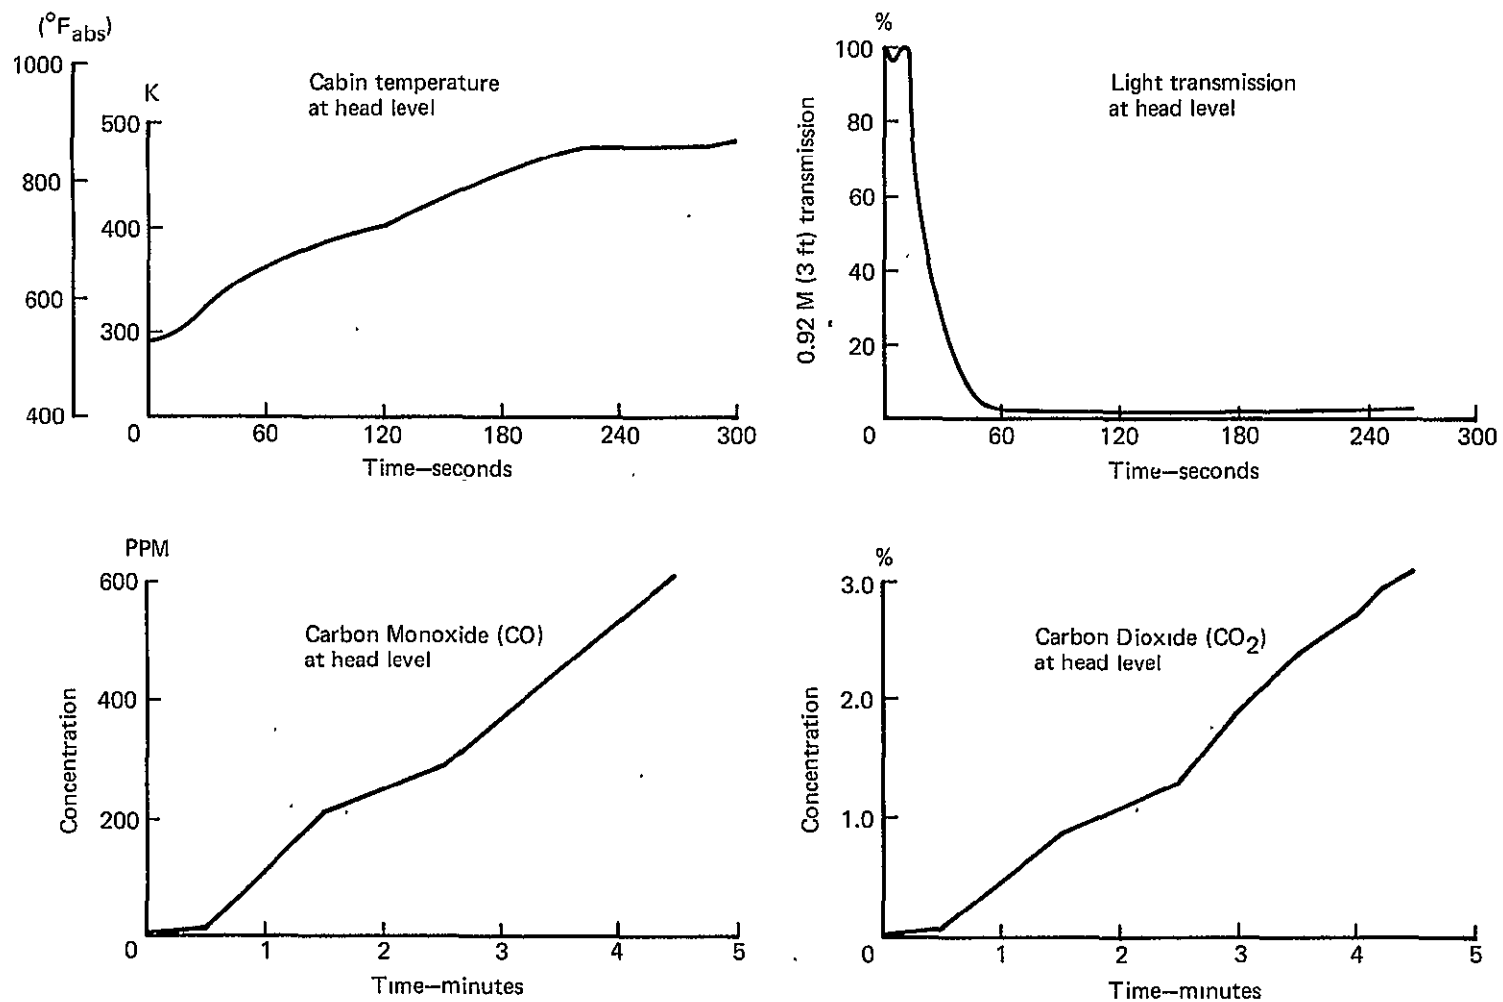 (°Fabs)
1000
800
600
400
K
500
400
300
Cabin temperature
at head level
0 60 120 180 240 300
Time—seconds
%
100
80
60
40
20
0.92 M (3 ft) transmission
Light transmission
at head level
0 60 120 180 240 300
Time—seconds
PPM
600
400
200
Concentration
Carbon Monoxide (CO)
at head level
0 1 2 3 4 5
Time—minutes
%
3.0
2.0
1.0
Concentration
Carbon Dioxide (CO2)
at head level
0 1 2 3 4 5
Time—minutes